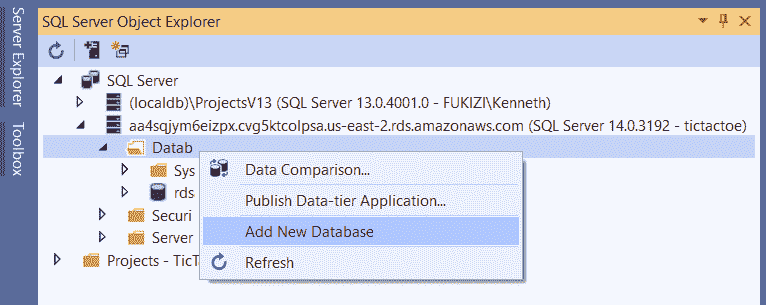 SQL Server Object Explorer
Server Explorer
Toolbox
SQL Server
(localdb)\ProjectsV13 (SQL Server 13.0.4001.0 - FUKIZI\Kenneth)
aa4sqjym6eizpx.cvg5ktcolpsa.us-east-2.rds.amazonaws.com (SQL Server 14.0.3192 - tictactoe)
Datab
Sys
rds
Securi
Server
Projects - TicT
Data Comparison...
Publish Data-tier Application...
Add New Database
Refresh